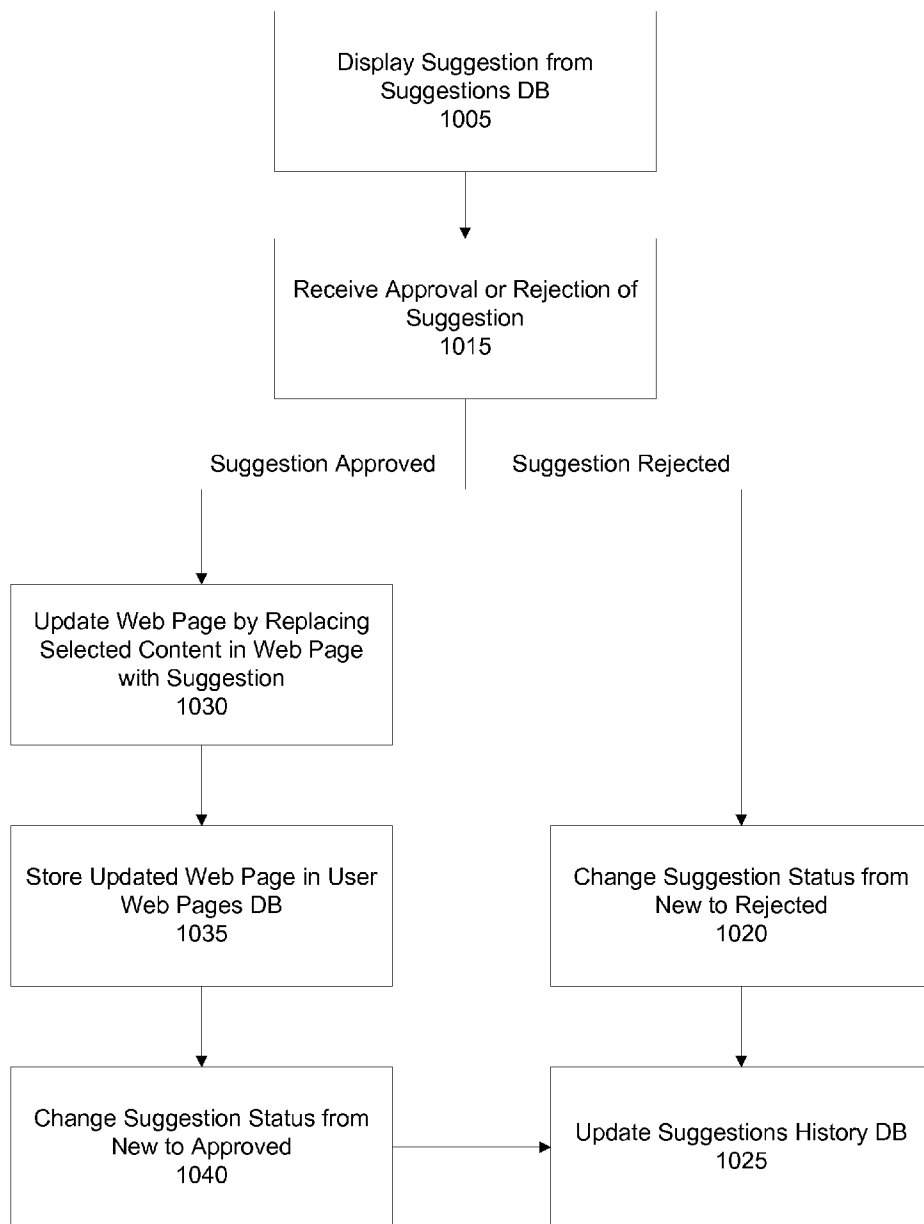 Display Suggestion from
Suggestions DB
1005
Receive Approval or Rejection of
Suggestion
1015
Suggestion Approved
Suggestion Rejected
Update Web Page by Replacing
Selected Content in Web Page
with Suggestion
1030
Store Updated Web Page in User
Web Pages DB
1035
Change Suggestion Status from
New to Rejected
1020
Change Suggestion Status from
New to Approved
1040
Update Suggestions History DB
1025